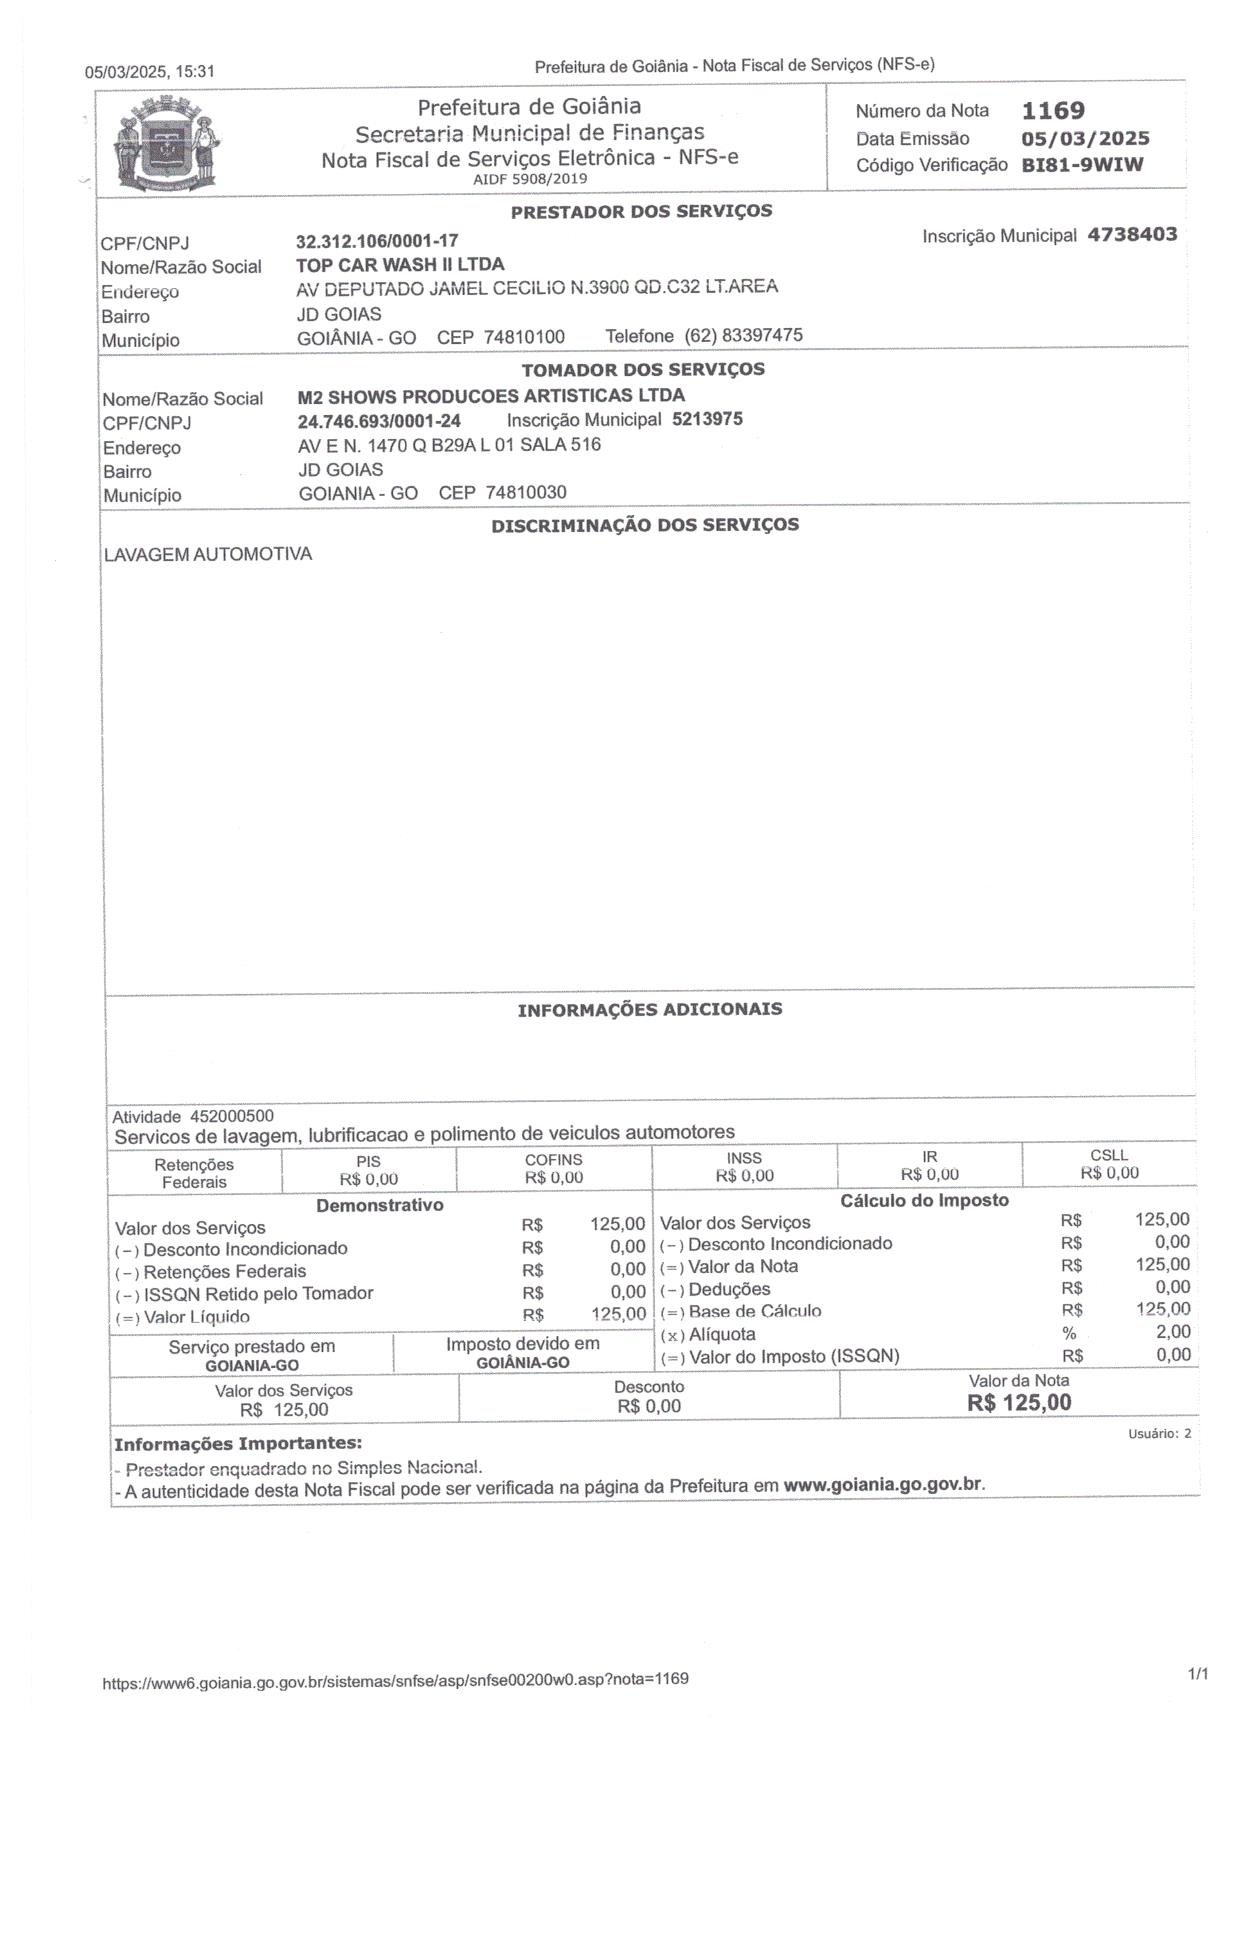 05/03/2025, 15:31
Prefeitura de Goiânia - Nota Fiscal de Serviços (NFS-e)
Prefeitura de Goiânia
Secretaria Municipal de Finanças
Nota Fiscal de Serviços Eletrônica - NFS-e
AIDF 5908/2019
Número da Nota 1169
Data Emissão 05/03/2025
Código Verificação BI81-9WIW
PRESTADOR DOS SERVIÇOS
CPF/CNPJ 32.312.106/0001-17 Inscrição Municipal 4738403
Nome/Razão Social TOP CAR WASH II LTDA
Endereço AV DEPUTADO JAMEL CECILIO N.3900 QD.C32 LT.AREA
Bairro JD GOIAS
Município GOIÂNIA - GO CEP 74810100 Telefone (62) 83397475
TOMADOR DOS SERVIÇOS
Nome/Razão Social M2 SHOWS PRODUCOES ARTISTICAS LTDA
CPF/CNPJ 24.746.693/0001-24 Inscrição Municipal 5213975
Endereço AV E N. 1470 Q B29A L 01 SALA 516
Bairro JD GOIAS
Município GOIANIA - GO CEP 74810030
DISCRIMINAÇÃO DOS SERVIÇOS
LAVAGEM AUTOMOTIVA
INFORMAÇÕES ADICIONAIS
Atividade 452000500
Servicos de lavagem, lubrificacao e polimento de veiculos automotores
Retenções Federais
PIS R$ 0,00
COFINS R$ 0,00
INSS R$ 0,00
IR R$ 0,00
CSLL R$ 0,00
Demonstrativo
Valor dos Serviços R$ 125,00
(-) Desconto Incondicionado R$ 0,00
(-) Retenções Federais R$ 0,00
(-) ISSQN Retido pelo Tomador R$ 0,00
(=) Valor Líquido R$ 125,00
Serviço prestado em
GOIANIA-GO
Imposto devido em
GOIÂNIA-GO
Cálculo do Imposto
Valor dos Serviços R$ 125,00
(-) Desconto Incondicionado R$ 0,00
(=) Valor da Nota R$ 125,00
(-) Deduções R$ 0,00
(=) Base de Cálculo R$ 125,00
(x) Alíquota % 2,00
(=) Valor do Imposto (ISSQN) R$ 0,00
Valor dos Serviços
R$ 125,00
Desconto
R$ 0,00
Valor da Nota
R$ 125,00
Informações Importantes: Usuário: 2
- Prestador enquadrado no Simples Nacional.
- A autenticidade desta Nota Fiscal pode ser verificada na página da Prefeitura em www.goiania.go.gov.br.
https://www6.goiania.go.gov.br/sistemas/snfse/asp/snfse00200w0.asp?nota=1169
1/1